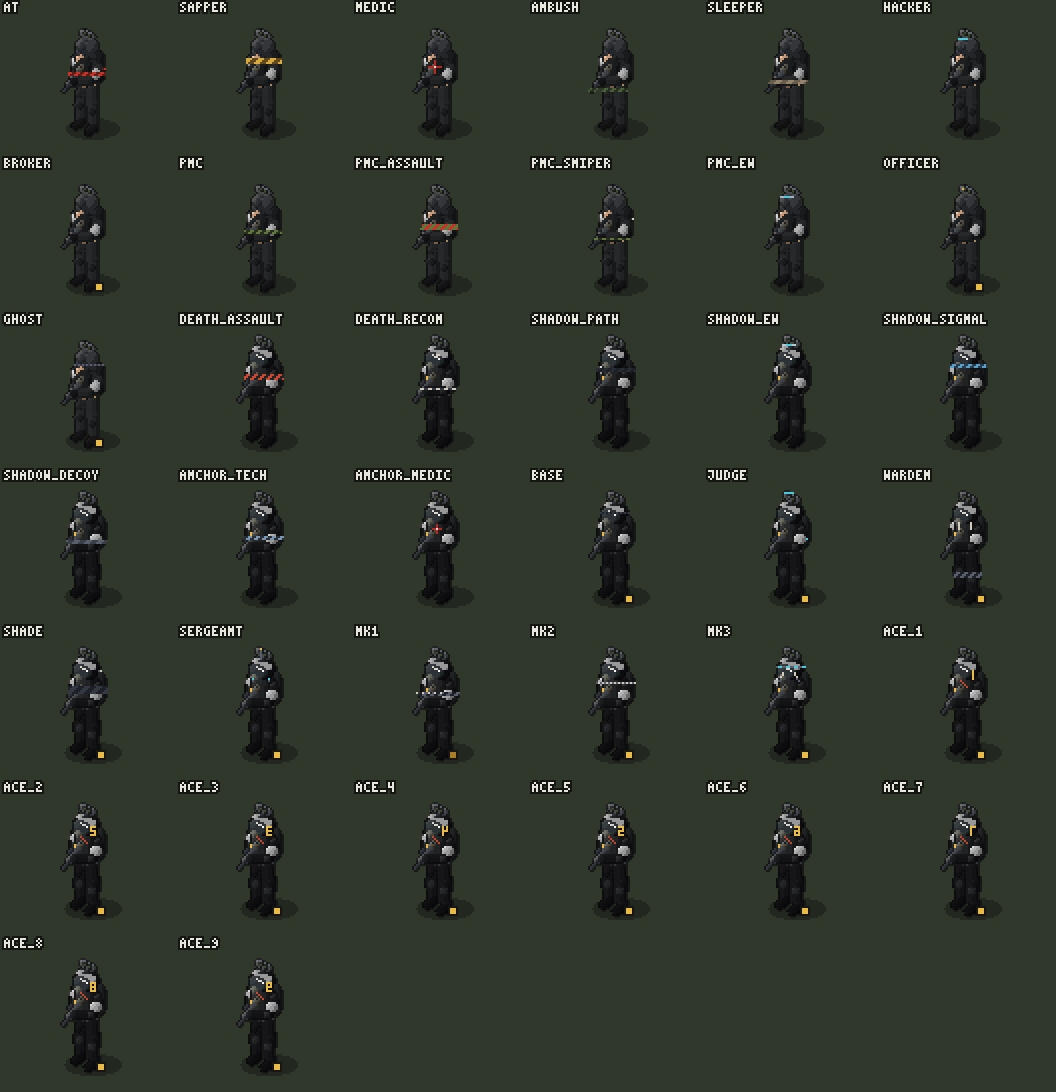 AT SAPPER MEDIC AMBUSH SLEEPER HACKER
BROKER PMC PMC_ASSAULT PMC_SNIPER PMC_EW OFFICER
GHOST DEATH_ASSAULT DEATH_RECON SHADOW_PATH SHADOW_EW SHADOW_SIGNAL
SHADOW_DECOY ANCHOR_TECH ANCHOR_MEDIC BASE JUDGE WARDEN
SHADE SERGEANT MK1 MK2 MK3 ACE_1
ACE_2 ACE_3 ACE_4 ACE_5 ACE_6 ACE_7
ACE_8 ACE_9